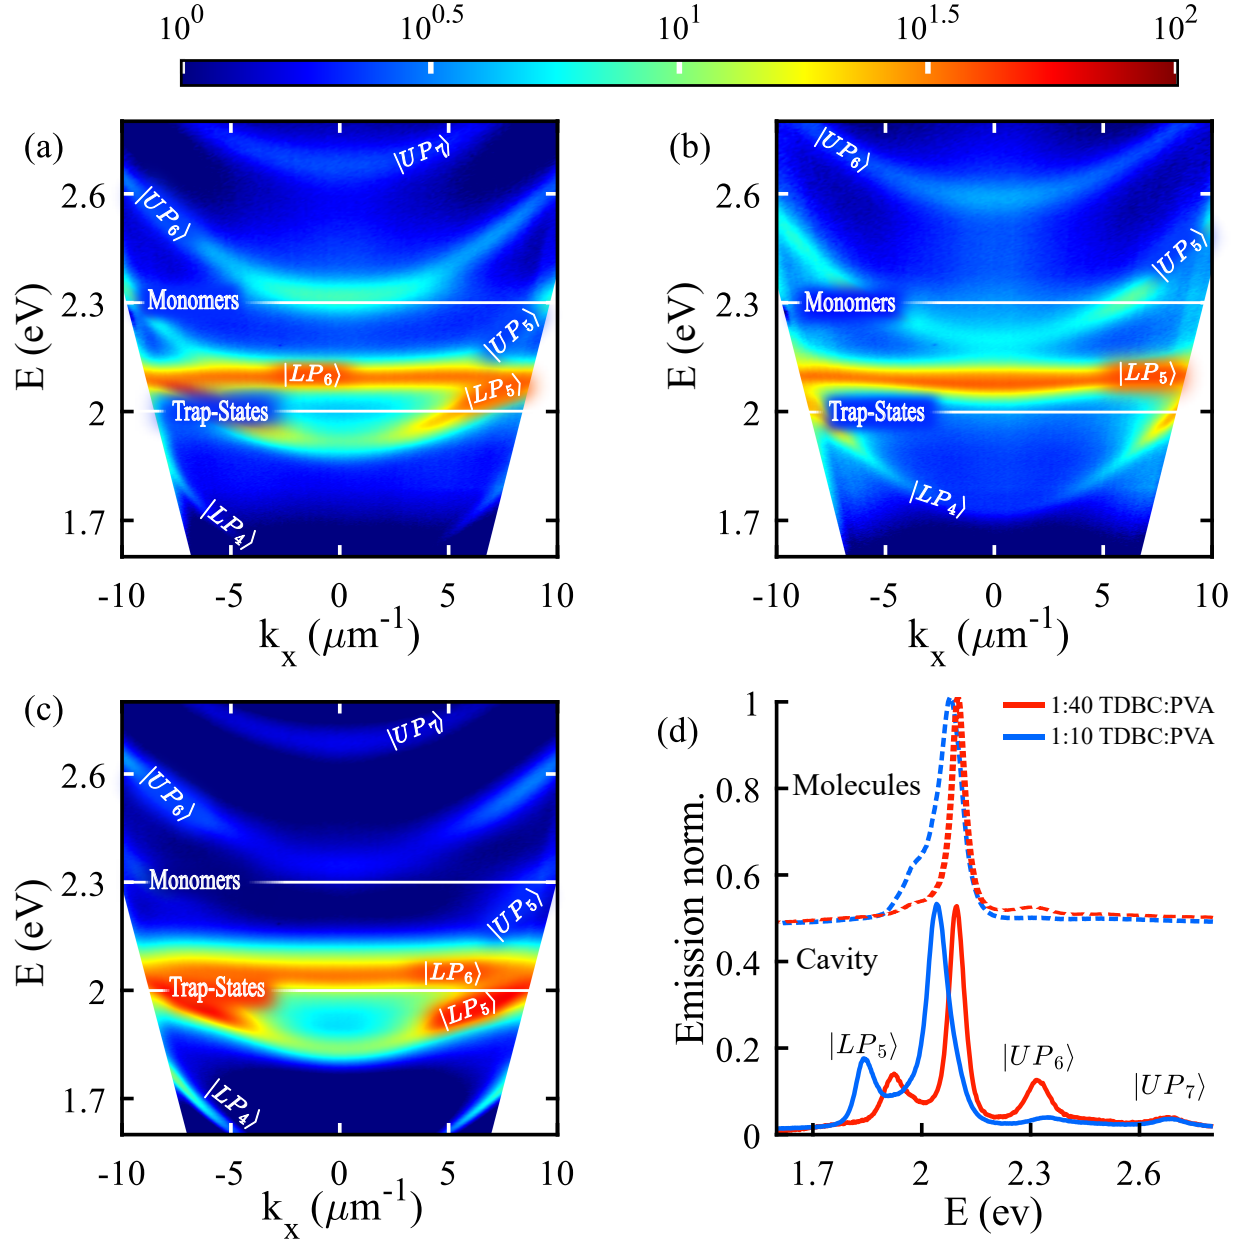 10^0 10^0.5 10^1 10^1.5 10^2
(a)
|UP₇⟩
|UP₆⟩
Monomers
|UP₅⟩
|LP₆⟩
|LP₅⟩
Trap-States
|LP₄⟩
2.6
2.3
2
1.7
E (eV)
-10 -5 0 5 10
kₓ (μm⁻¹)
(b)
|UP₆⟩
|UP₅⟩
Monomers
|LP₅⟩
Trap-States
|LP₄⟩
2.6
2.3
2
1.7
E (eV)
-10 -5 0 5 10
kₓ (μm⁻¹)
(c)
|UP₇⟩
|UP₆⟩
Monomers
|UP₅⟩
|LP₆⟩
Trap-States
|LP₅⟩
|LP₄⟩
2.6
2.3
2
1.7
E (eV)
-10 -5 0 5 10
kₓ (μm⁻¹)
(d)
1:40 TDBC:PVA
1:10 TDBC:PVA
Molecules
Cavity
|LP₅⟩
|UP₆⟩
|UP₇⟩
1
0.8
0.6
0.4
0.2
0
Emission norm.
1.7 2 2.3 2.6
E (ev)